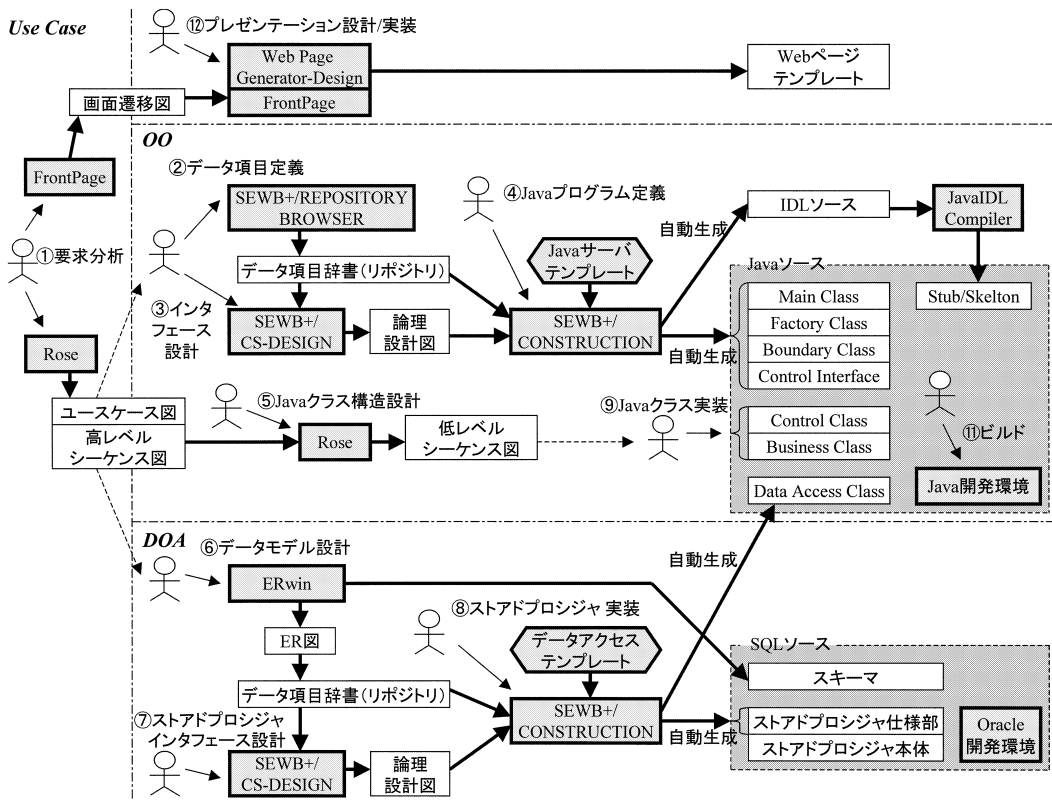 Use Case
⑫プレゼンテーション設計/実装
Web Page
Generator-Design
FrontPage
Webページ
テンプレート
画面遷移図
FrontPage
①要求分析
Rose
ユースケース図
高レベル
シーケンス図
OO
②データ項目定義
SEWB+/REPOSITORY
BROWSER
データ項目辞書(リポジトリ)
③インタ
フェース
設計
SEWB+/
CS-DESIGN
論理
設計図
④Javaプログラム定義
Javaサーバ
テンプレート
SEWB+/
CONSTRUCTION
自動生成
自動生成
IDLソース
JavaIDL
Compiler
Javaソース
Main Class
Factory Class
Boundary Class
Control Interface
Stub/Skelton
⑤Javaクラス構造設計
Rose
低レベル
シーケンス図
⑨Javaクラス実装
Control Class
Business Class
Data Access Class
⑪ビルド
Java開発環境
DOA
⑥データモデル設計
ERwin
ER図
データ項目辞書(リポジトリ)
⑦ストアドプロシジャ
インタフェース設計
SEWB+/
CS-DESIGN
論理
設計図
⑧ストアドプロシジャ 実装
データアクセス
テンプレート
SEWB+/
CONSTRUCTION
自動生成
自動生成
SQLソース
スキーマ
ストアドプロシジャ仕様部
ストアドプロシジャ本体
Oracle
開発環境